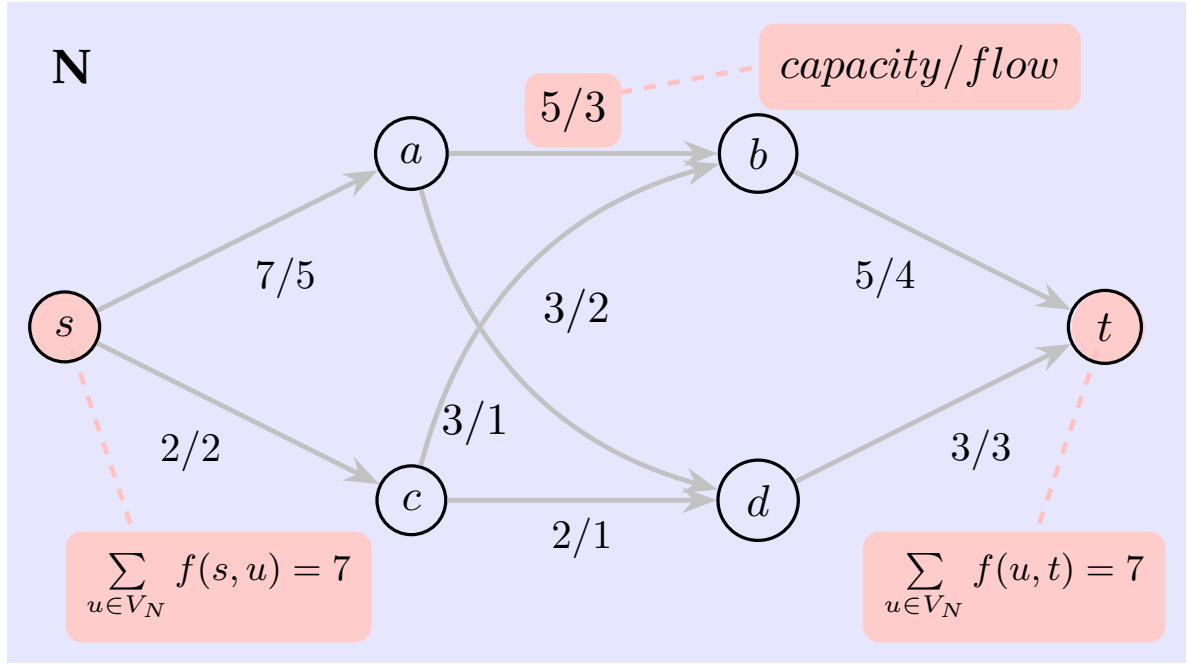 N
capacity/flow
5/3
a
b
7/5
3/2
5/4
s
t
3/1
2/2
3/3
c
d
2/1
∑ f(s, u) = 7
u∈V_N
∑ f(u, t) = 7
u∈V_N